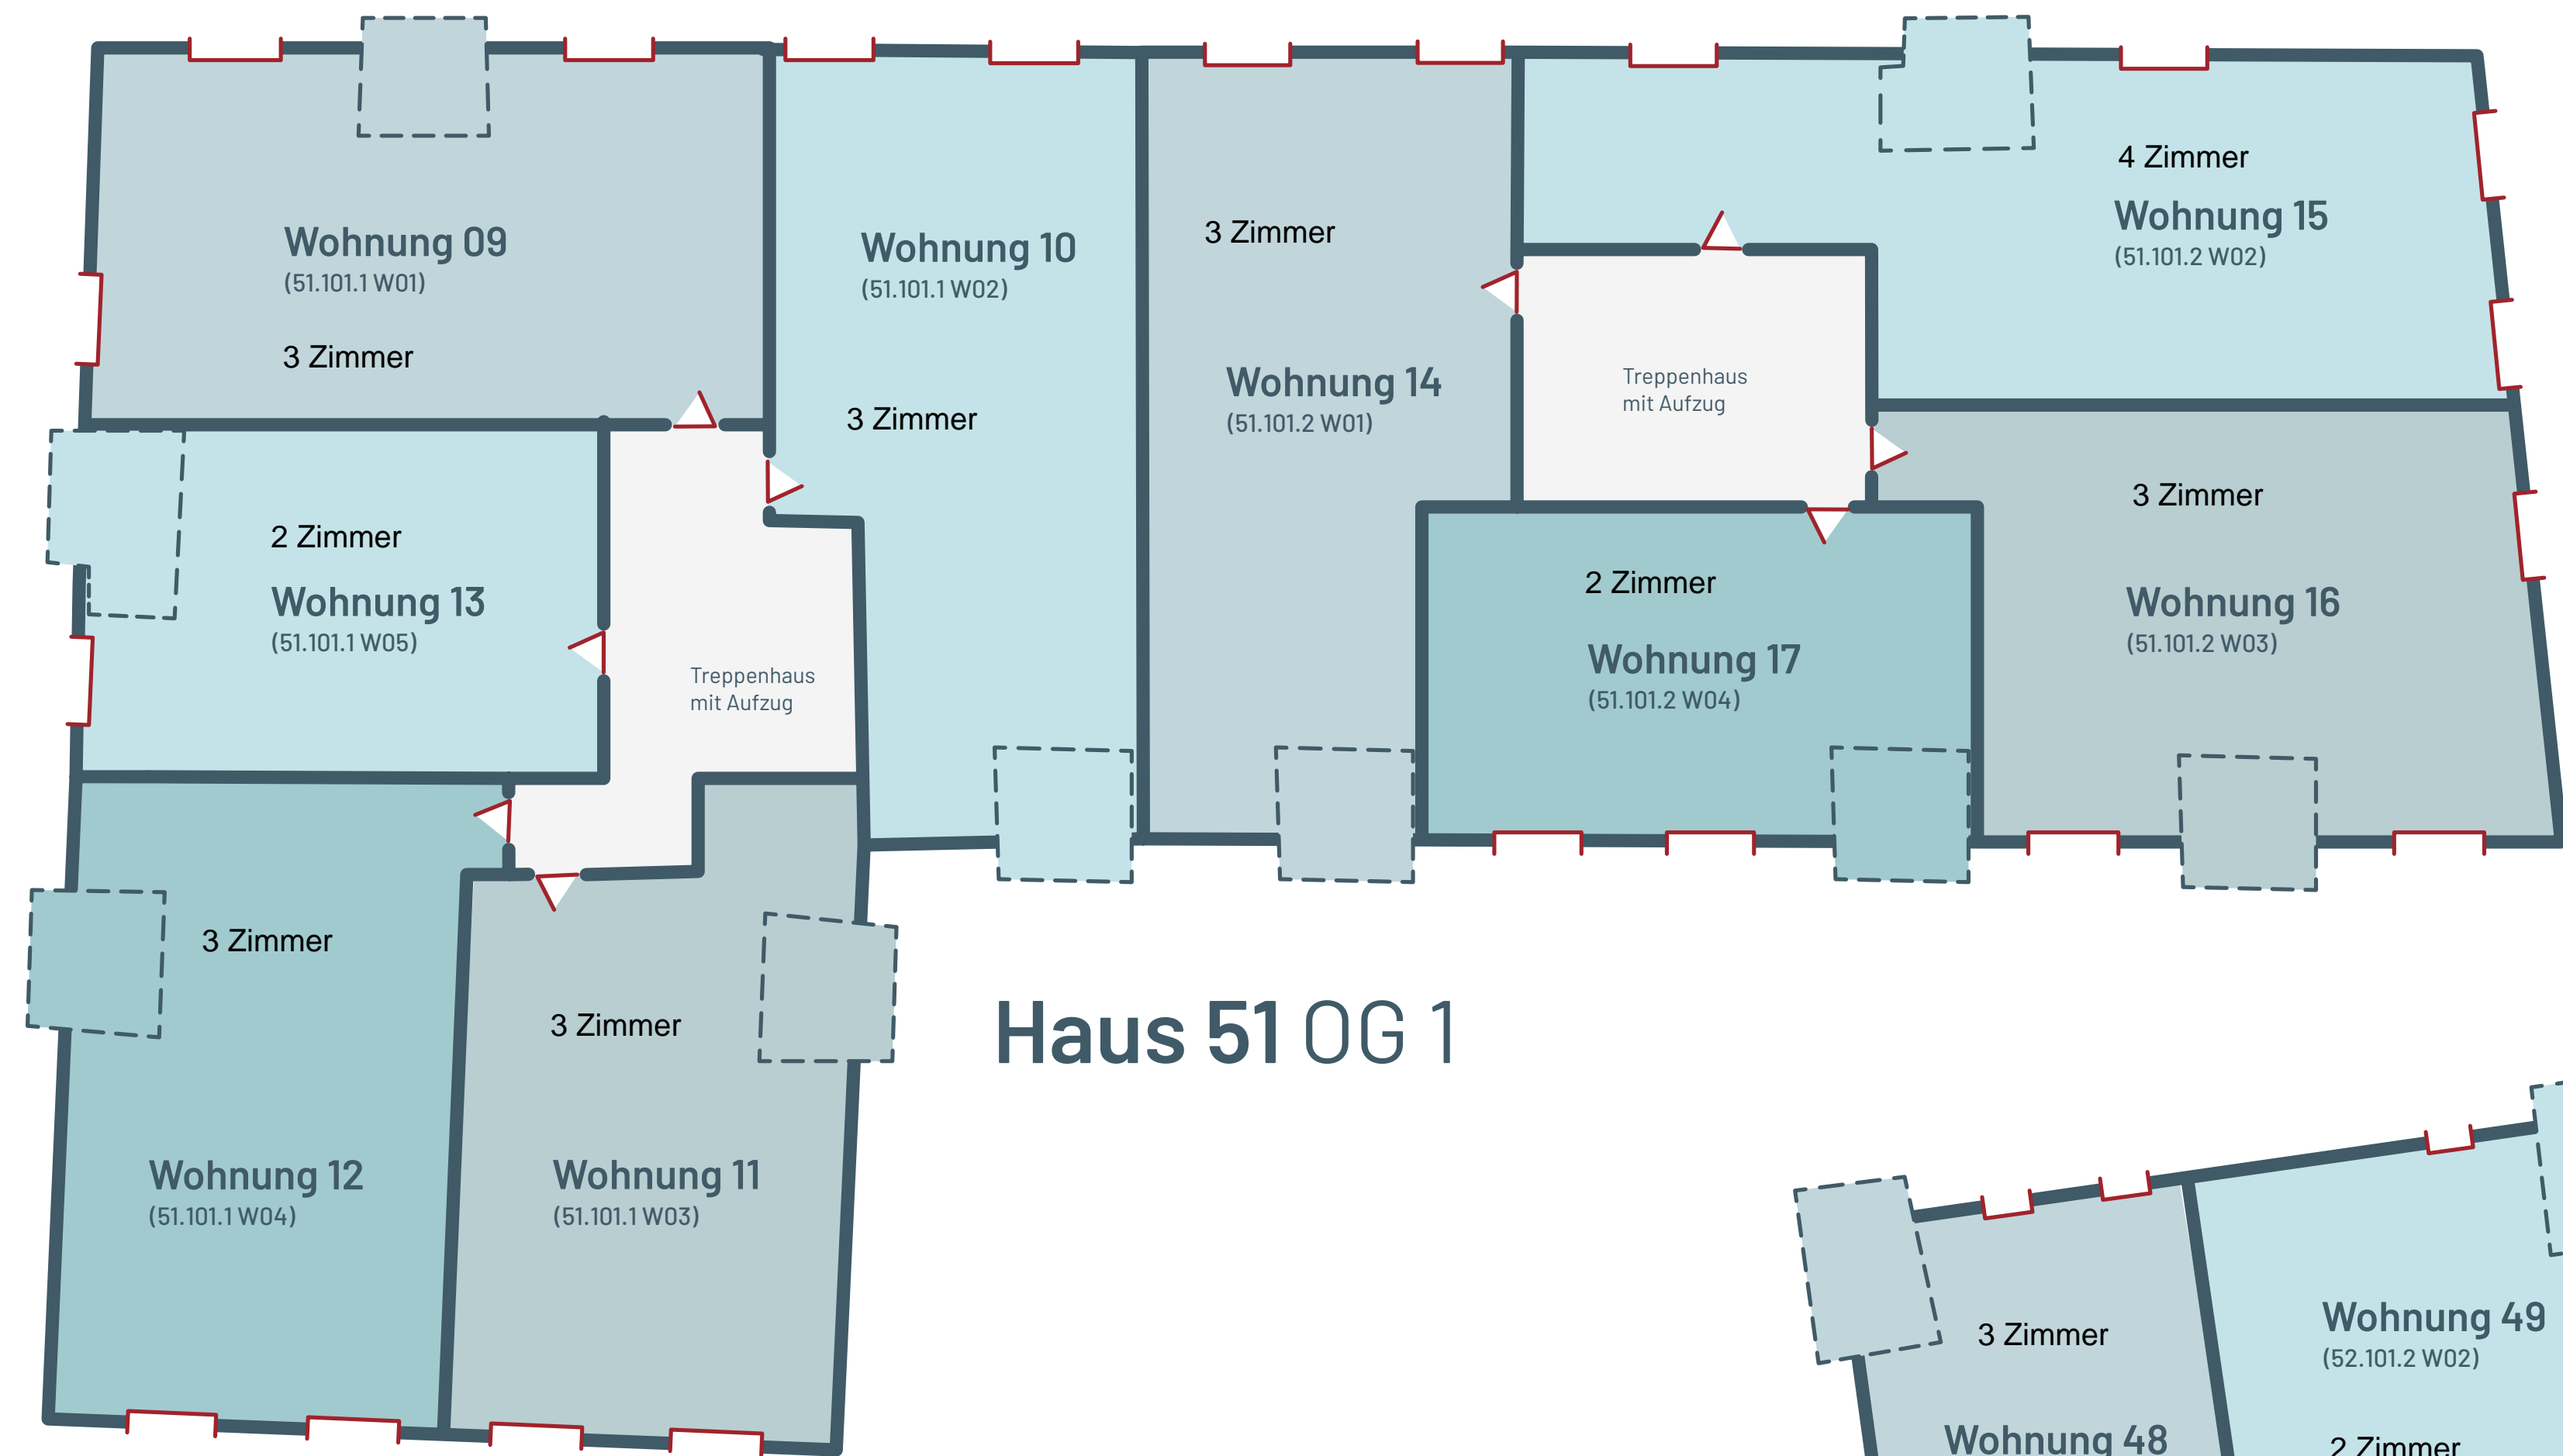 Wohnung 09
(51.101.1 W01)
3 Zimmer
Wohnung 10
(51.101.1 W02)
3 Zimmer
3 Zimmer
Wohnung 14
(51.101.2 W01)
4 Zimmer
Wohnung 15
(51.101.2 W02)
Treppenhaus
mit Aufzug
3 Zimmer
Wohnung 16
(51.101.2 W03)
2 Zimmer
Wohnung 17
(51.101.2 W04)
2 Zimmer
Wohnung 13
(51.101.1 W05)
Treppenhaus
mit Aufzug
3 Zimmer
Wohnung 12
(51.101.1 W04)
3 Zimmer
Wohnung 11
(51.101.1 W03)
Haus 51 OG 1
3 Zimmer
Wohnung 48
Wohnung 49
(52.101.2 W02)
2 Zimmer